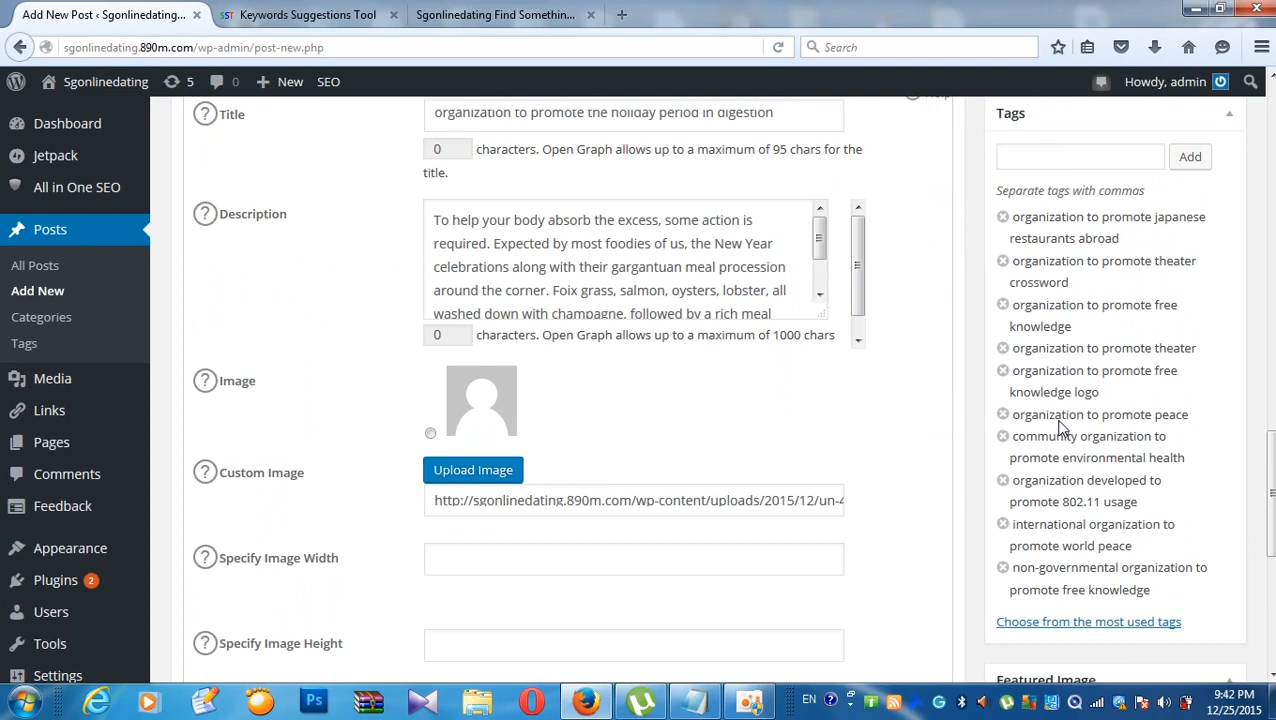 Add New Post ‹ Sgonlinedating...
SST Keywords Suggestions Tool
Sgonlinedating Find Somethin...
sgonlinedating.890m.com/wp-admin/post-new.php
Search
Sgonlinedating
5
0
New
SEO
Howdy, admin
Dashboard
Jetpack
All in One SEO
Posts
All Posts
Add New
Categories
Tags
Media
Links
Pages
Comments
Feedback
Appearance
Plugins 2
Users
Tools
Settings
? Title
organization to promote the holiday period in digestion
0 characters. Open Graph allows up to a maximum of 95 chars for the
title.
? Description
To help your body absorb the excess, some action is
required. Expected by most foodies of us, the New Year
celebrations along with their gargantuan meal procession
around the corner. Foix grass, salmon, oysters, lobster, all
washed down with champagne, followed by a rich meal
0 characters. Open Graph allows up to a maximum of 1000 chars
? Image
? Custom Image
Upload Image
http://sgonlinedating.890m.com/wp-content/uploads/2015/12/un-4
? Specify Image Width
? Specify Image Height
Tags
Add
Separate tags with commas
organization to promote japanese
restaurants abroad
organization to promote theater
crossword
organization to promote free
knowledge
organization to promote theater
organization to promote free
knowledge logo
organization to promote peace
community organization to
promote environmental health
organization developed to
promote 802.11 usage
international organization to
promote world peace
non-governmental organization to
promote free knowledge
Choose from the most used tags
Featured Image
Ps
EN
9:42 PM
12/25/2015